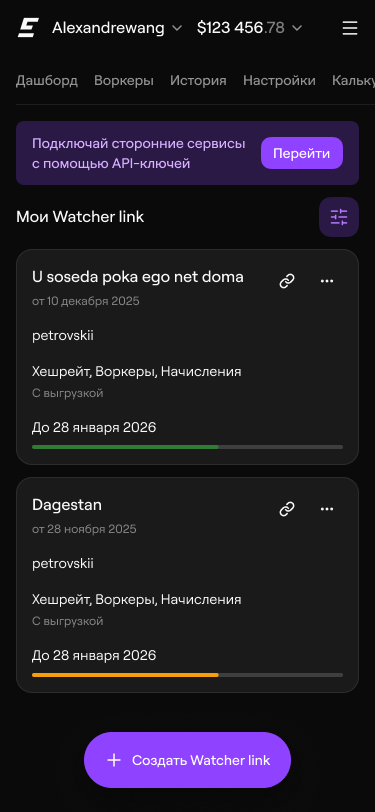 Alexandrewang $123 456.78
Дашборд Воркеры История Настройки Кальку
Подключай сторонние сервисы
с помощью API-ключей
Перейти
Мои Watcher link
U soseda poka ego net doma
от 10 декабря 2025
petrovskii
Хешрейт, Воркеры, Начисления
С выгрузкой
До 28 января 2026
Dagestan
от 28 ноября 2025
petrovskii
Хешрейт, Воркеры, Начисления
С выгрузкой
До 28 января 2026
Создать Watcher link